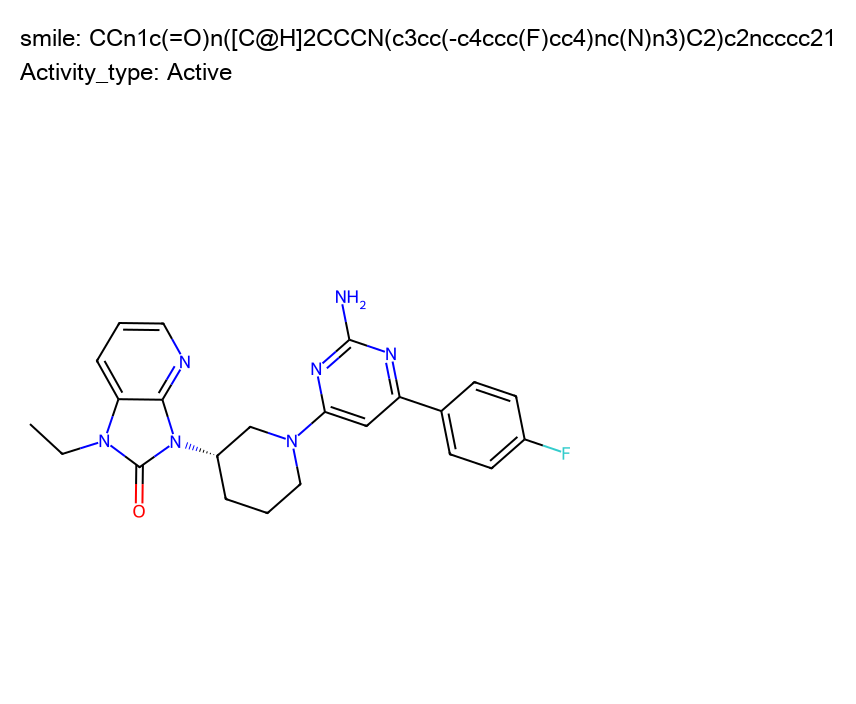 smile: CCn1c(=O)n([C@H]2CCCN(c3cc(-c4ccc(F)cc4)nc(N)n3)C2)c2ncccc21
Activity_type: Active
NH2
N
N
N
N
N
N
F
O